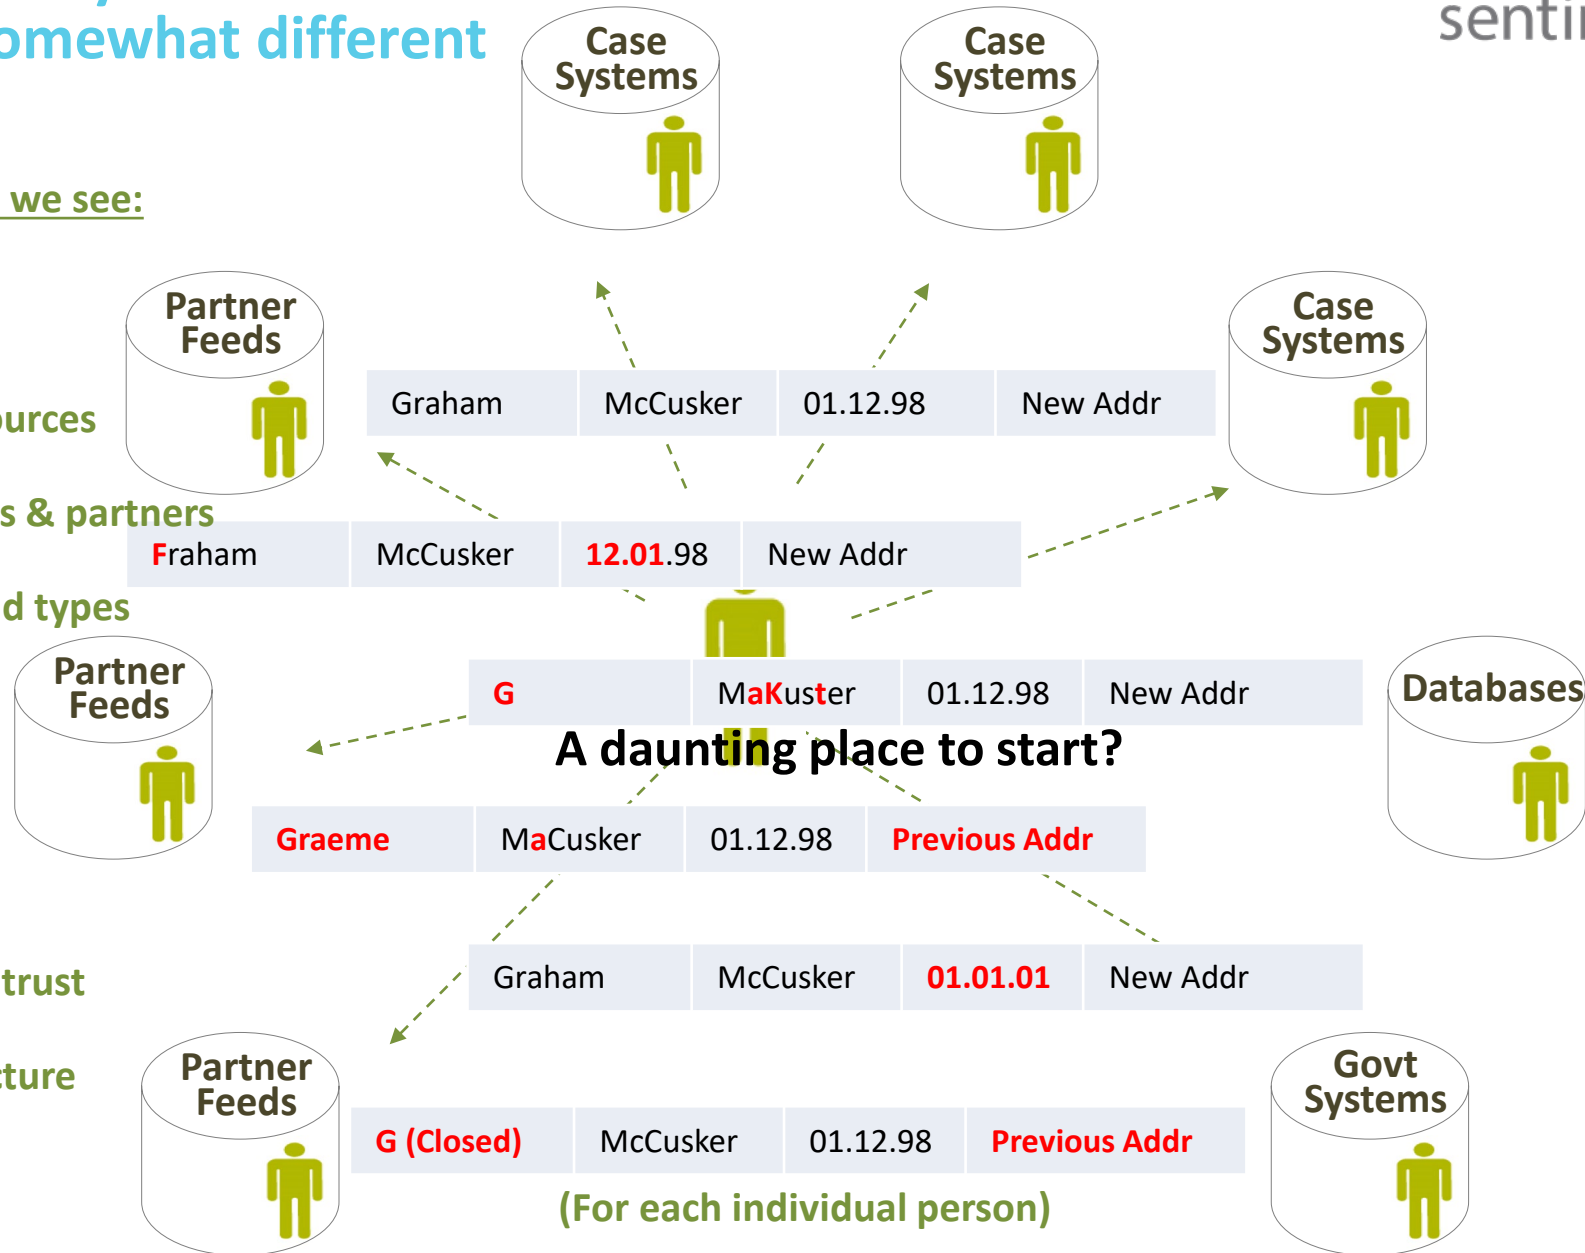 omewhat different
sentin
Case
Systems
Case
Systems
we see:
Partner
Feeds
Case
Systems
Graham McCusker 01.12.98 New Addr
ources
s & partners
Fraham McCusker 12.01.98 New Addr
d types
Partner
Feeds
G MaKuster 01.12.98 New Addr
Databases
A daunting place to start?
Graeme MaCusker 01.12.98 Previous Addr
trust
Graham McCusker 01.01.01 New Addr
cture
Partner
Feeds
Govt
Systems
G (Closed) McCusker 01.12.98 Previous Addr
(For each individual person)